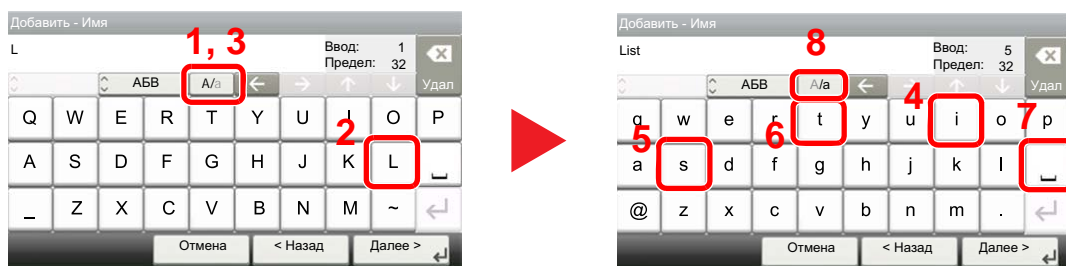 Добавить - Имя
L
1, 3
Ввод: 1
Предел: 32
АБВ A/a ← → ↑ ↓ Удал
Q W E R T Y U I O P
2
A S D F G H J K L ␣
_ Z X C V B N M ~ ↵
Отмена < Назад Далее > ↵
Добавить - Имя
List
8
Ввод: 5
Предел: 32
АБВ A/a ← → ↑ ↓ Удал
4
q w e r t y u i o p
5 6 7
a s d f g h j k l ␣
@ z x c v b n m . ↵
Отмена < Назад Далее > ↵